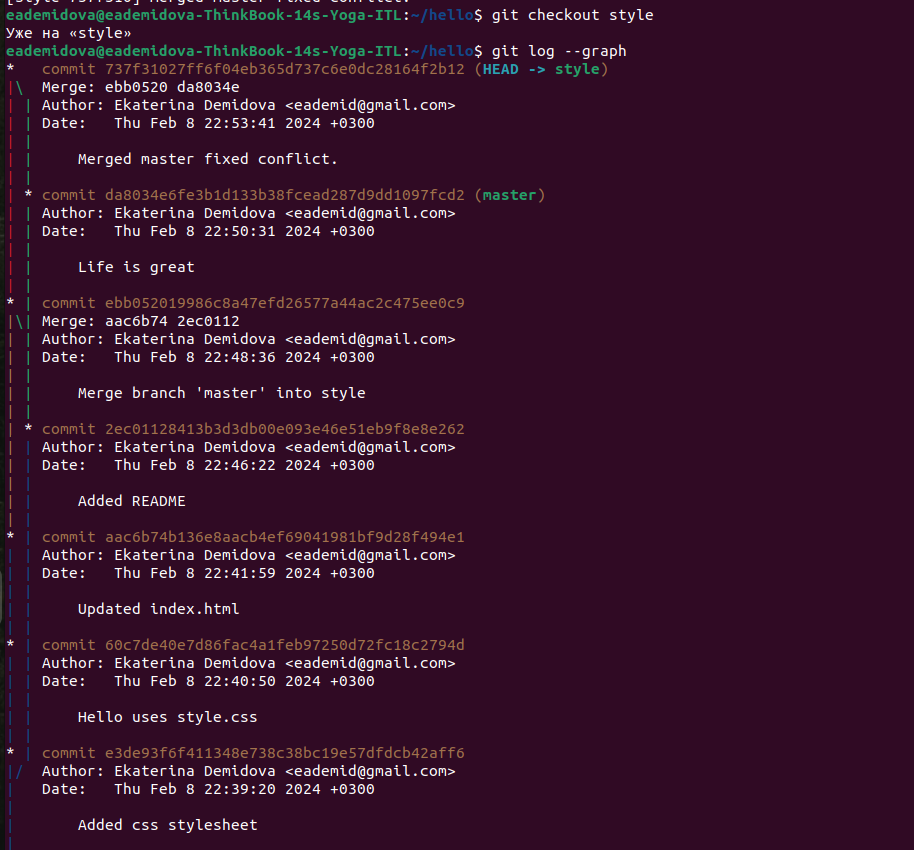 [style 737f310] Merged master fixed conflict.
eademidova@eademidova-ThinkBook-14s-Yoga-ITL:~/hello$ git checkout style
Уже на «style»
eademidova@eademidova-ThinkBook-14s-Yoga-ITL:~/hello$ git log --graph
*   commit 737f31027ff6f04eb365d737c6e0dc28164f2b12 (HEAD -> style)
|\  Merge: ebb0520 da8034e
| | Author: Ekaterina Demidova <eademid@gmail.com>
| | Date:   Thu Feb 8 22:53:41 2024 +0300
| |
| |     Merged master fixed conflict.
| |
| * commit da8034e6fe3b1d133b38fcead287d9dd1097fcd2 (master)
| | Author: Ekaterina Demidova <eademid@gmail.com>
| | Date:   Thu Feb 8 22:50:31 2024 +0300
| |
| |     Life is great
| |
* | commit ebb052019986c8a47efd26577a44ac2c475ee0c9
|\| Merge: aac6b74 2ec0112
| | Author: Ekaterina Demidova <eademid@gmail.com>
| | Date:   Thu Feb 8 22:48:36 2024 +0300
| |
| |     Merge branch 'master' into style
| |
| * commit 2ec01128413b3d3db00e093e46e51eb9f8e8e262
| | Author: Ekaterina Demidova <eademid@gmail.com>
| | Date:   Thu Feb 8 22:46:22 2024 +0300
| |
| |     Added README
| |
* | commit aac6b74b136e8aacb4ef69041981bf9d28f494e1
| | Author: Ekaterina Demidova <eademid@gmail.com>
| | Date:   Thu Feb 8 22:41:59 2024 +0300
| |
| |     Updated index.html
| |
* | commit 60c7de40e7d86fac4a1feb97250d72fc18c2794d
| | Author: Ekaterina Demidova <eademid@gmail.com>
| | Date:   Thu Feb 8 22:40:50 2024 +0300
| |
| |     Hello uses style.css
| |
* | commit e3de93f6f411348e738c38bc19e57dfdcb42aff6
|/  Author: Ekaterina Demidova <eademid@gmail.com>
|   Date:   Thu Feb 8 22:39:20 2024 +0300
|
|       Added css stylesheet
|